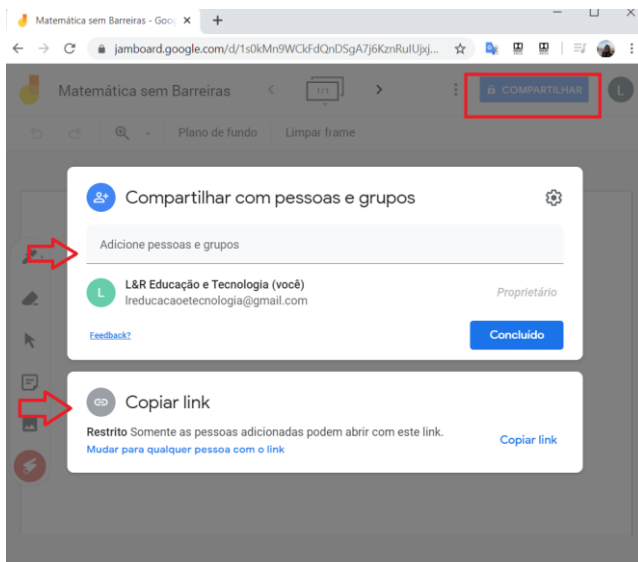 Matemática sem Barreiras - Goo
jamboard.google.com/d/1s0kMn9WCkFdQnDSgA7j6KznRuIUjxj...
Matemática sem Barreiras
1/1
COMPARTILHAR
L
Plano de fundo
Limpar frame
Compartilhar com pessoas e grupos
Adicione pessoas e grupos
L
L&R Educação e Tecnologia (você)
lreducacaoetecnologia@gmail.com
Proprietário
Feedback?
Concluído
Copiar link
Restrito Somente as pessoas adicionadas podem abrir com este link.
Mudar para qualquer pessoa com o link
Copiar link